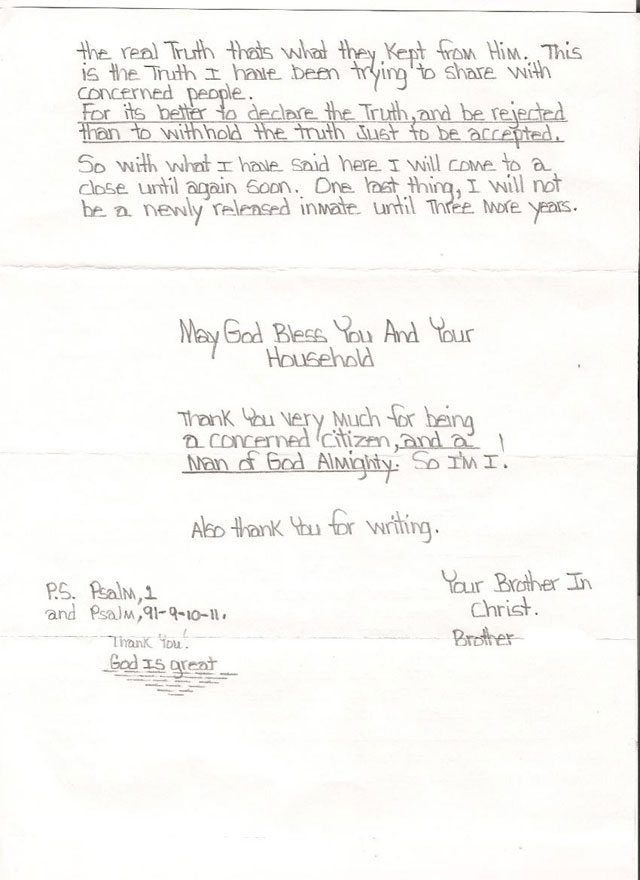 the real Truth thats what they Kept from Him. This
is the Truth I have been trying to share with
concerned people.
For its better to declare the Truth, and be rejected
than to withhold the truth Just to be accepted.
So with what I have said here I will come to a
close until again soon. One last thing, I will not
be a newly released inmate until Three More years.
May God Bless You And Your
Household
Thank You Very Much for being
a concerned citizen, and a
Man of God Almighty. So I'M I!
Also thank You for writing.
P.S. Psalm, 1
and Psalm, 91-9-10-11.
Thank You!
God Is great
Your Brother In
Christ.
Brother